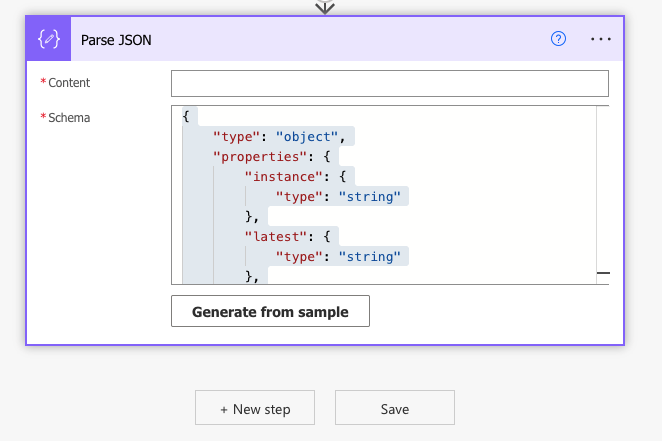 Parse JSON
* Content
* Schema
{
"type": "object",
"properties": {
"instance": {
"type": "string"
},
"latest": {
"type": "string"
},
Generate from sample
+ New step
Save